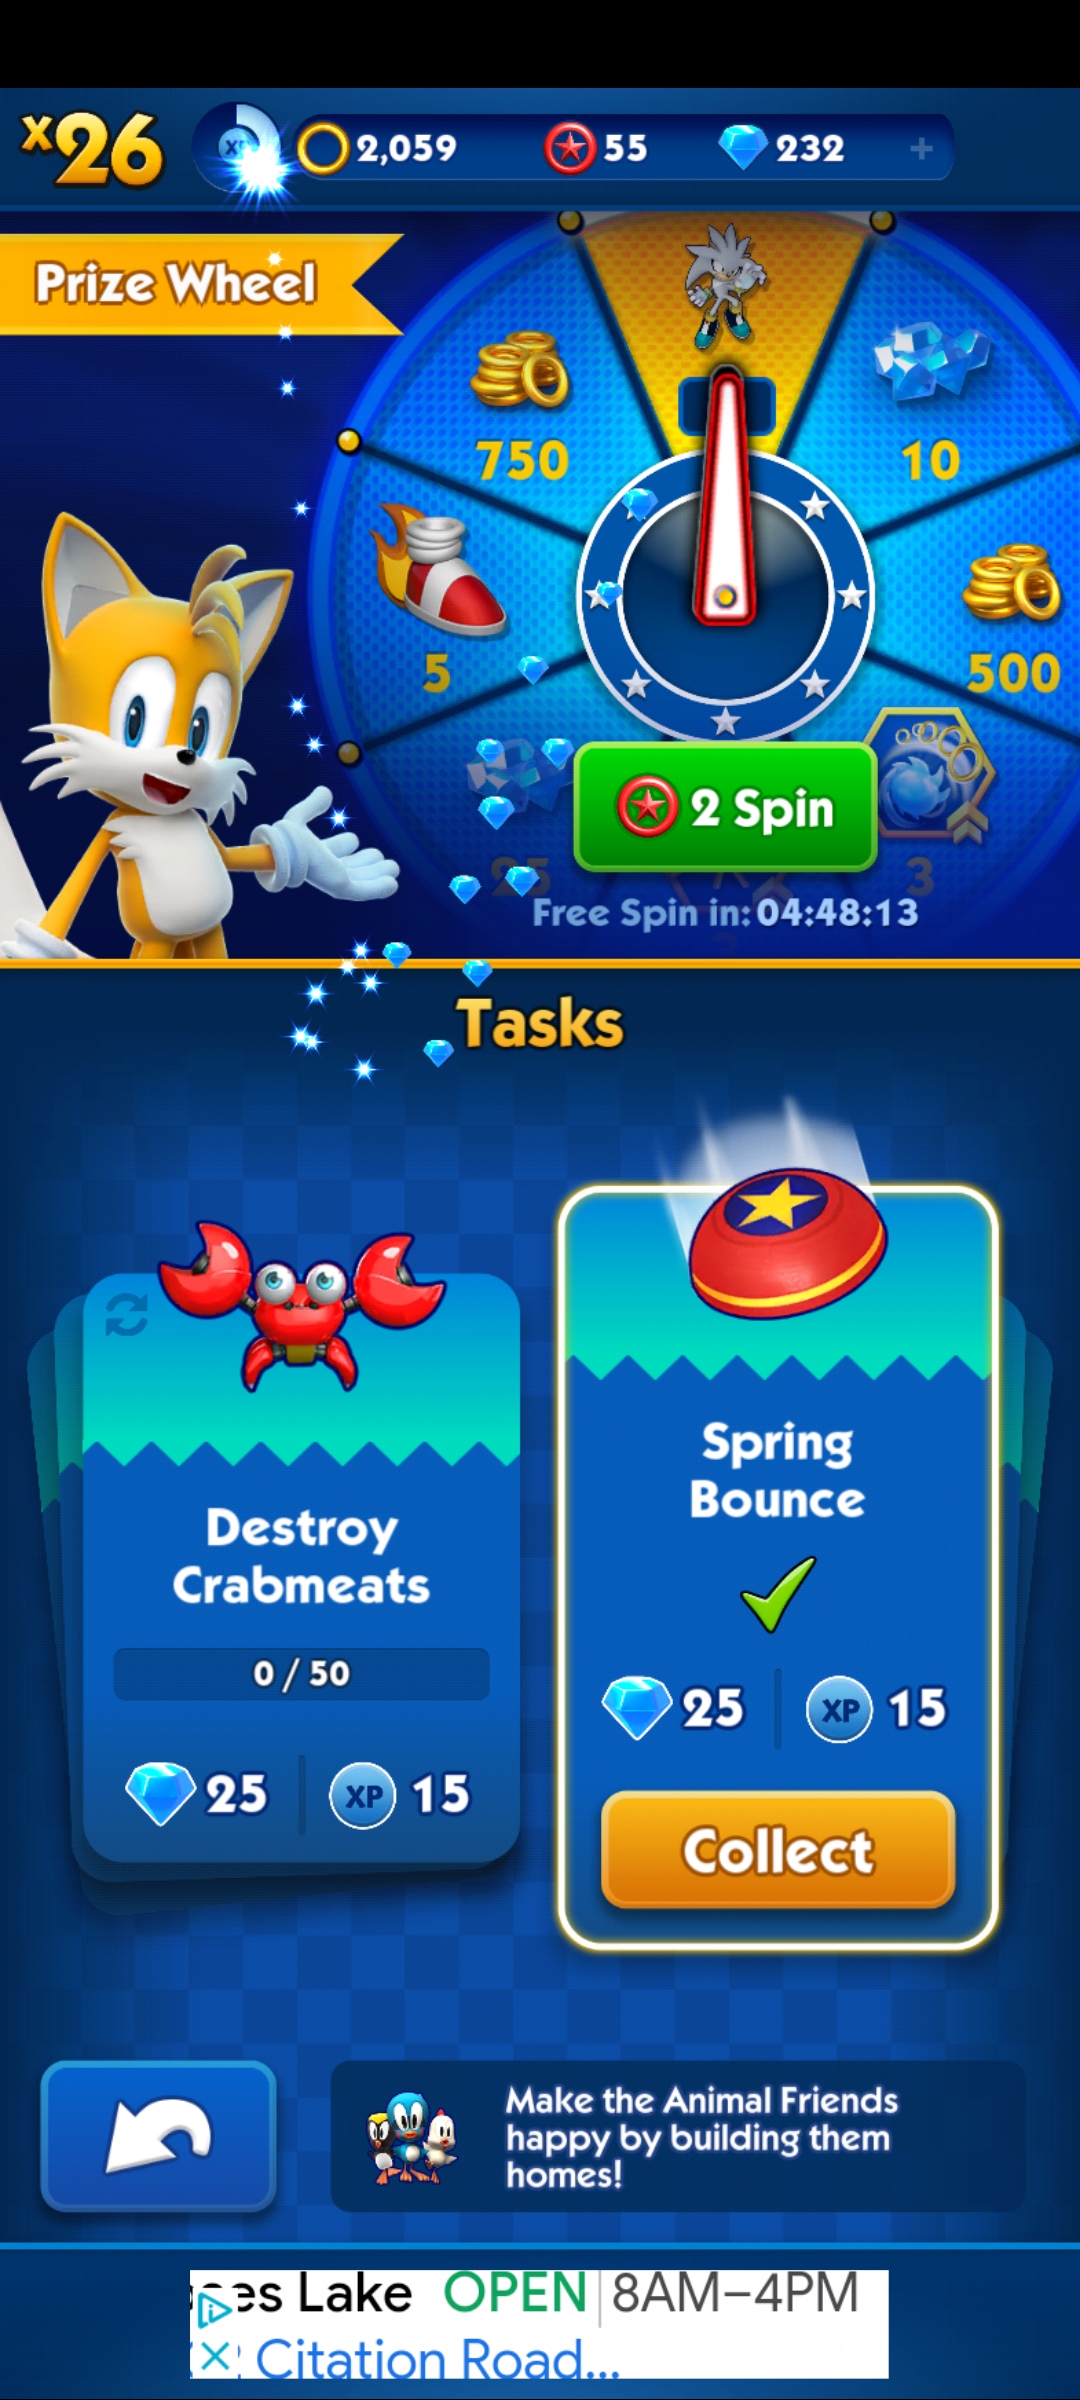 x26
XP
2,059
55
232
+
Prize Wheel
750
10
5
500
25
3
2 Spin
Free Spin in: 04:48:13
Tasks
Destroy
Crabmeats
0 / 50
25
XP
15
Spring
Bounce
25
XP
15
Collect
Make the Animal Friends
happy by building them
homes!
es Lake OPEN 8AM–4PM
Citation Road...